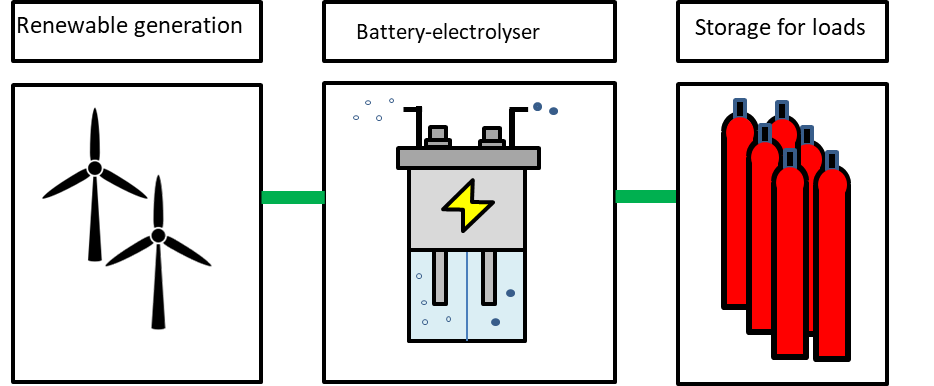 Renewable generation
Battery-electrolyser
Storage for loads